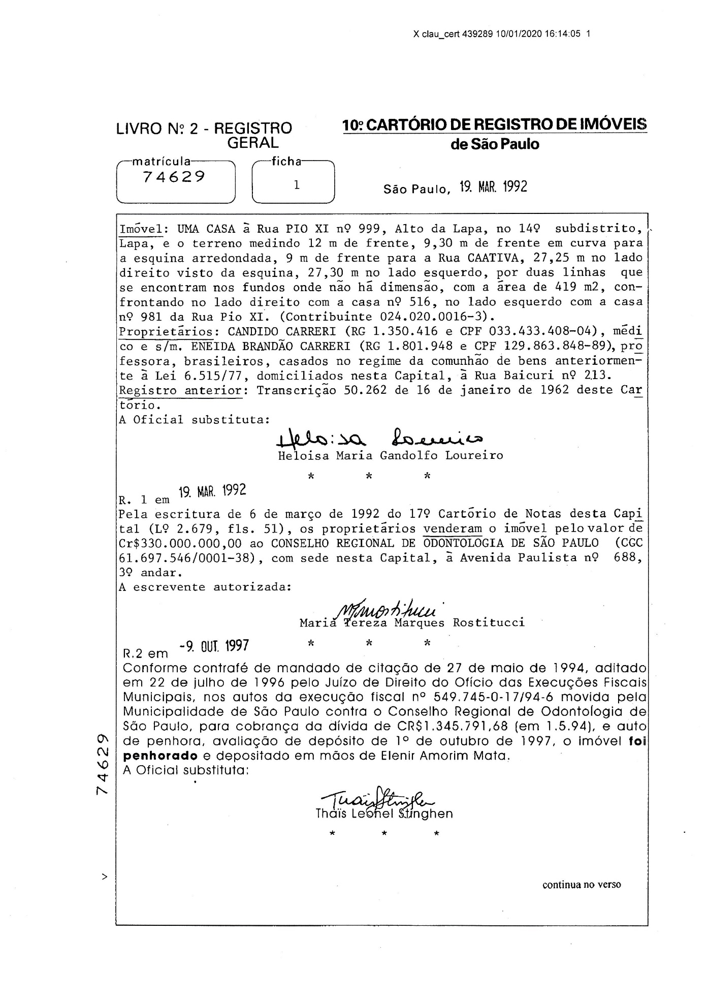 X clau_cert 439289 10/01/2020 16:14:05 1
LIVRO Nº 2 - REGISTRO
GERAL
10º CARTÓRIO DE REGISTRO DE IMÓVEIS
de São Paulo
matrícula
74629
ficha
1
São Paulo, 19. MAR. 1992
Imóvel: UMA CASA à Rua PIO XI nº 999, Alto da Lapa, no 14º subdistrito,
Lapa, e o terreno medindo 12 m de frente, 9,30 m de frente em curva para
a esquina arredondada, 9 m de frente para a Rua CAATIVA, 27,25 m no lado
direito visto da esquina, 27,30 m no lado esquerdo, por duas linhas que
se encontram nos fundos onde não há dimensão, com a área de 419 m2, con-
frontando no lado direito com a casa nº 516, no lado esquerdo com a casa
nº 981 da Rua Pio XI. (Contribuinte 024.020.0016-3).
Proprietários: CANDIDO CARRERI (RG 1.350.416 e CPF 033.433.408-04), médi
co e s/m. ENEIDA BRANDÃO CARRERI (RG 1.801.948 e CPF 129.863.848-89), pro
fessora, brasileiros, casados no regime da comunhão de bens anteriormen-
te à Lei 6.515/77, domiciliados nesta Capital, à Rua Baicuri nº 213.
Registro anterior: Transcrição 50.262 de 16 de janeiro de 1962 deste Car
tório.
A Oficial substituta:
Heloisa Loureiro
Heloisa Maria Gandolfo Loureiro
* * *
R. 1 em 19. MAR. 1992
Pela escritura de 6 de março de 1992 do 17º Cartório de Notas desta Capi
tal (Lº 2.679, fls. 51), os proprietários venderam o imóvel pelo valor de
Cr$330.000.000,00 ao CONSELHO REGIONAL DE ODONTOLOGIA DE SÃO PAULO (CGC
61.697.546/0001-38), com sede nesta Capital, à Avenida Paulista nº 688,
3º andar.
A escrevente autorizada:
Maria Tereza Marques Rostitucci
* * *
R.2 em -9. OUT. 1997
Conforme contrafé de mandado de citação de 27 de maio de 1994, aditado
em 22 de julho de 1996 pelo Juízo de Direito do Ofício das Execuções Fiscais
Municipais, nos autos da execução fiscal nº 549.745-0-17/94-6 movida pela
Municipalidade de São Paulo contra o Conselho Regional de Odontologia de
São Paulo, para cobrança da dívida de CR$1.345.791,68 (em 1.5.94), e auto
de penhora, avaliação de depósito de 1º de outubro de 1997, o imóvel foi
penhorado e depositado em mãos de Elenir Amorim Mata.
A Oficial substituta:
Thaïs Leonel Stinghen
* * *
74629
>
continua no verso